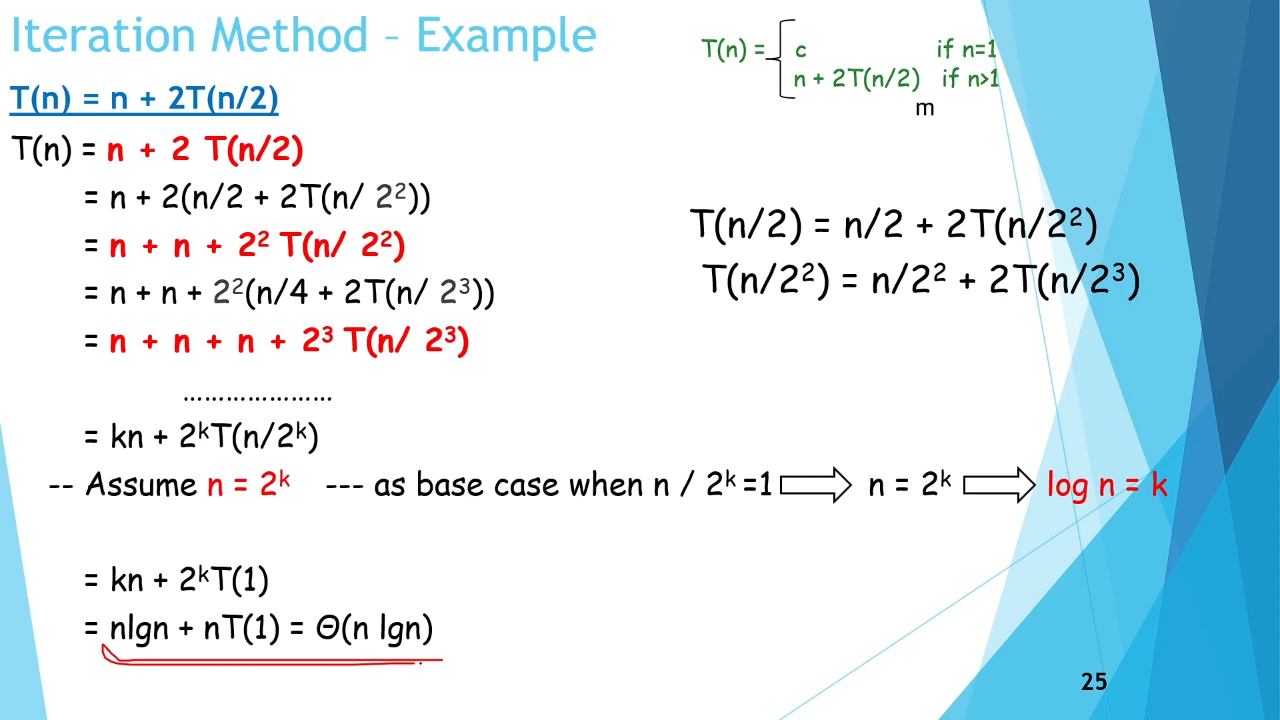 Iteration Method – Example
T(n) = c if n=1
n + 2T(n/2) if n>1
m
T(n) = n + 2T(n/2)
T(n) = n + 2 T(n/2)
= n + 2(n/2 + 2T(n/ 2²))
= n + n + 2² T(n/ 2²)
= n + n + 2²(n/4 + 2T(n/ 2³))
= n + n + n + 2³ T(n/ 2³)
T(n/2) = n/2 + 2T(n/2²)
T(n/2²) = n/2² + 2T(n/2³)
.....................
= kn + 2ᵏT(n/2ᵏ)
-- Assume n = 2ᵏ --- as base case when n / 2ᵏ =1 ⇒ n = 2ᵏ ⇒ log n = k
= kn + 2ᵏT(1)
= nlgn + nT(1) = Θ(n lgn)
25